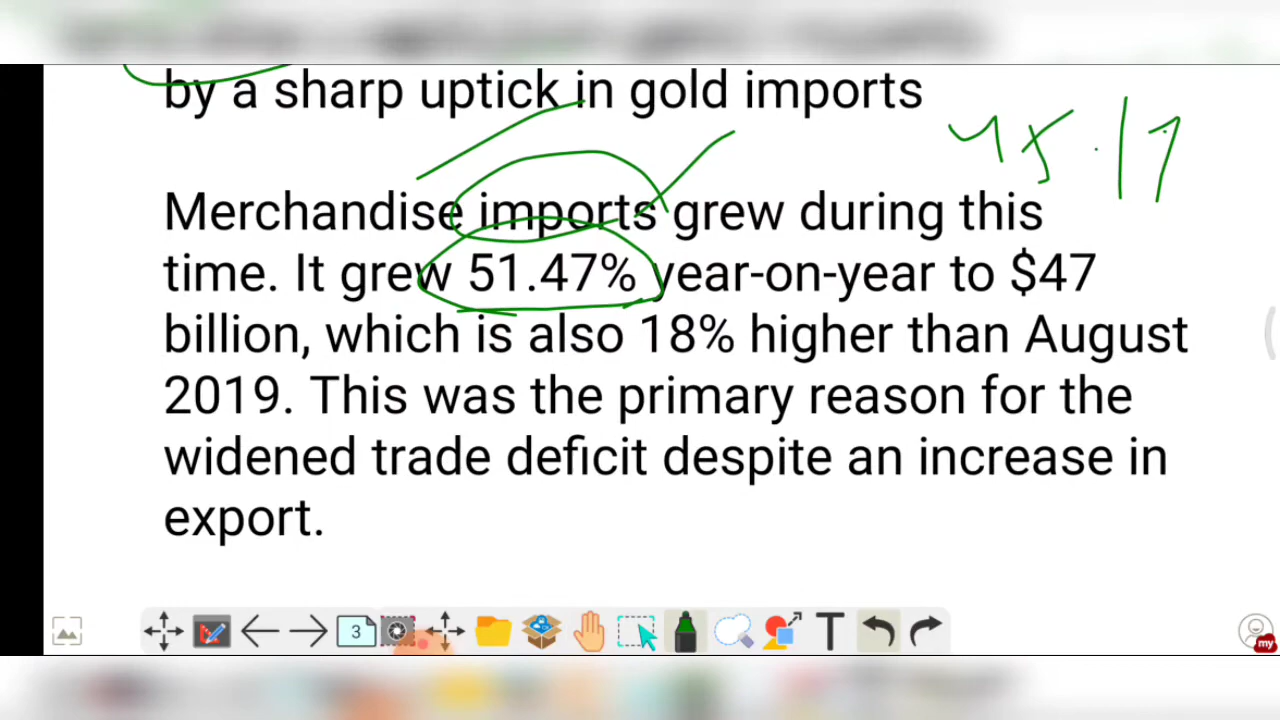 by a sharp uptick in gold imports
45.17
Merchandise imports grew during this
time. It grew 51.47% year-on-year to $47
billion, which is also 18% higher than August
2019. This was the primary reason for the
widened trade deficit despite an increase in
export.
3
T
my